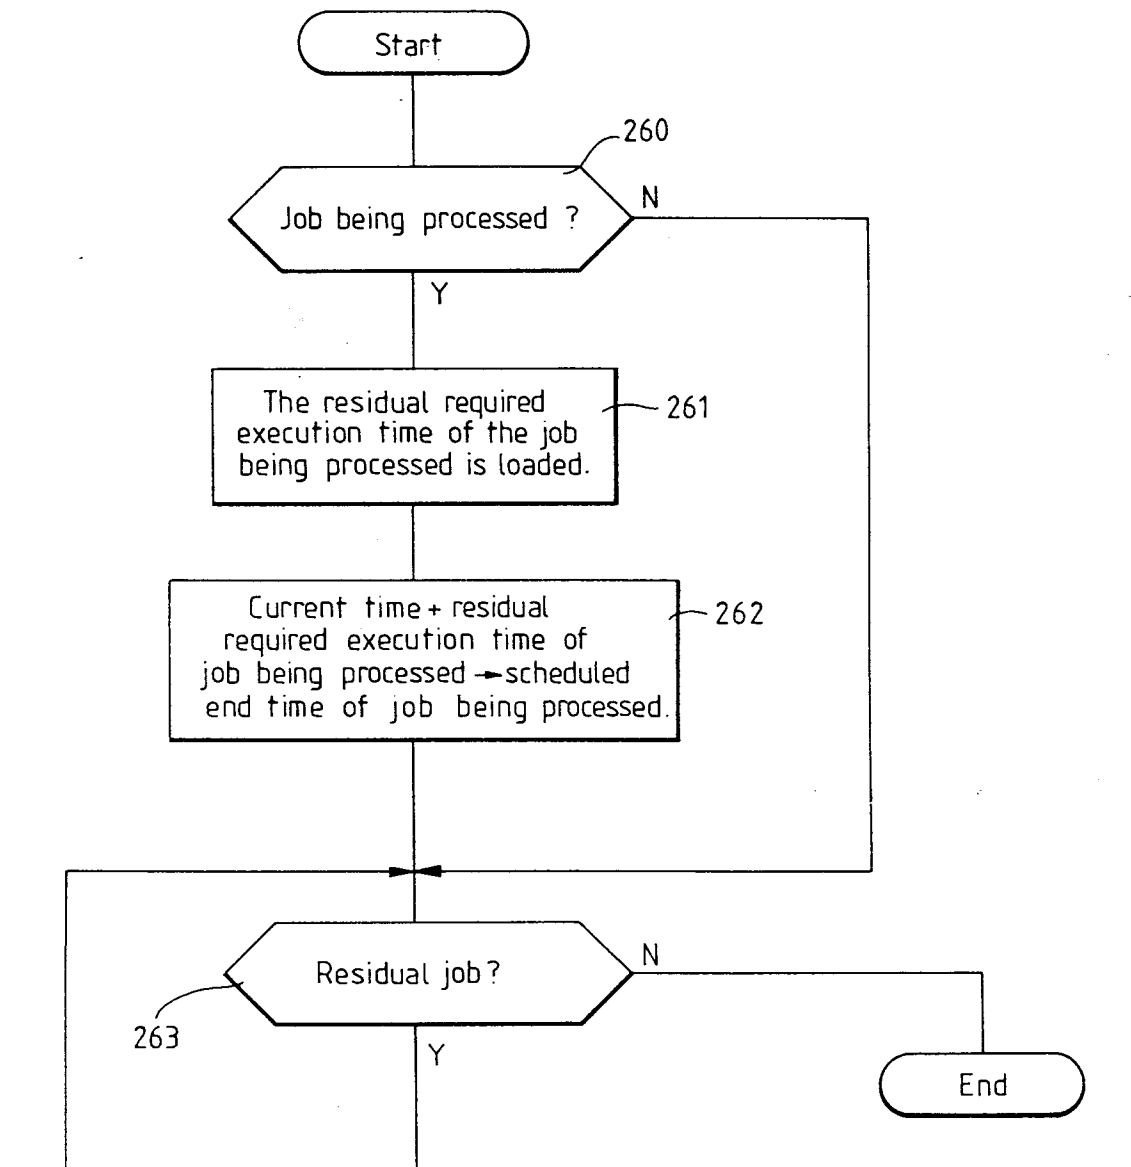 Start
260
Job being processed ?
N
Y
The residual required
execution time of the job
being processed is loaded.
261
Current time + residual
required execution time of
job being processed → scheduled
end time of job being processed.
262
Residual job?
N
263
Y
End